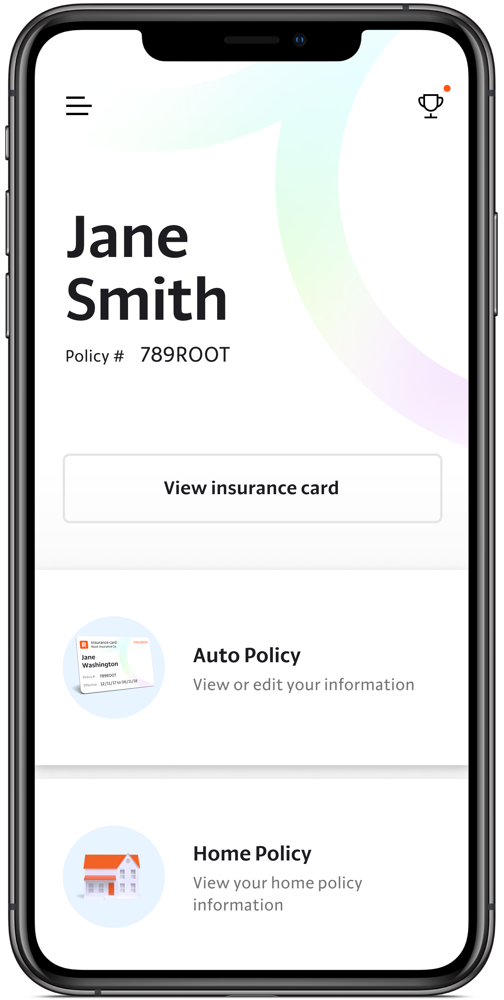 Jane
Smith
Policy # 789ROOT
View insurance card
R Insurance card View details
Root Insurance Co.
Jane
Washington
Policy # 789ROOT
Effective 12/11/17 to 06/11/18
Auto Policy
View or edit your information
Home Policy
View your home policy
information